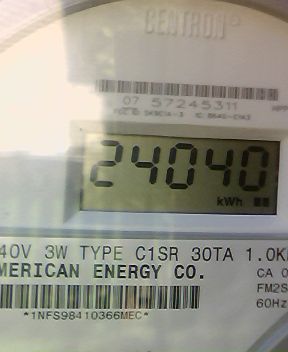 CENTRON®
07 57245311
24040
kWh
40V 3W TYPE C1SR 30TA 1.0K
MERICAN ENERGY CO.
CA 0
FM2S
60Hz
*1NFS98410366MEC*